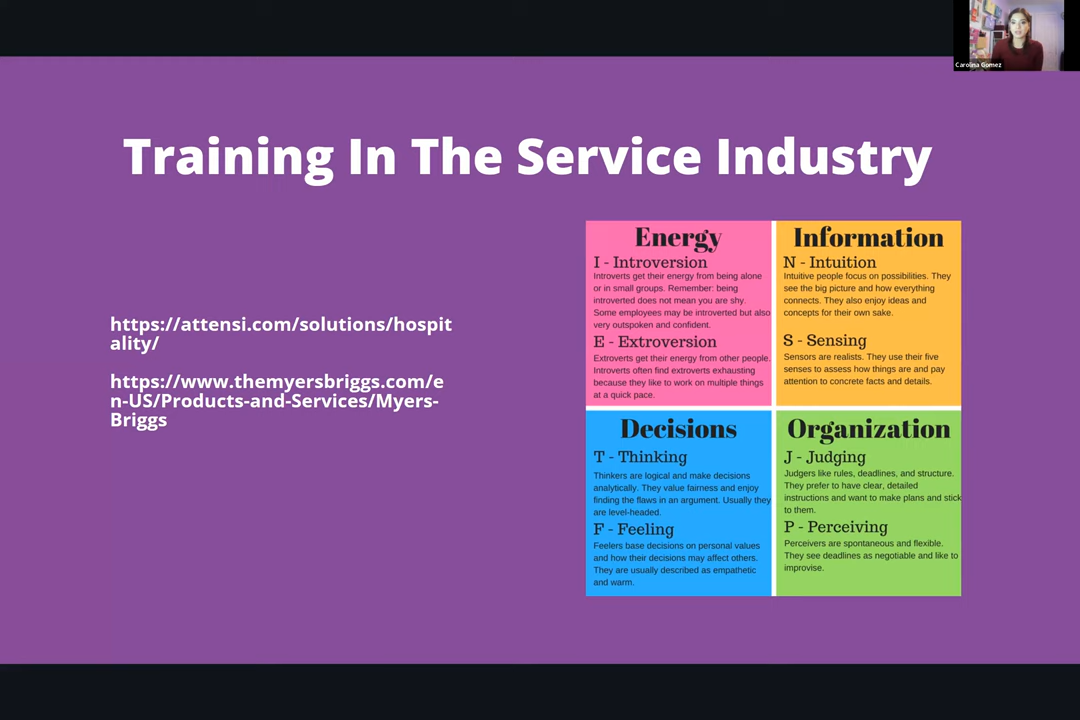 Carolina Gomez
Training In The Service Industry
https://attensi.com/solutions/hospit
ality/
https://www.themyersbriggs.com/e
n-US/Products-and-Services/Myers-
Briggs
Energy
I - Introversion
Introverts get their energy from being alone
or in small groups. Remember: being
introverted does not mean you are shy.
Some employees may be introverted but also
very outspoken and confident.
E - Extroversion
Extroverts get their energy from other people.
Introverts often find extroverts exhausting
because they like to work on multiple things
at a quick pace.
Information
N - Intuition
Intuitive people focus on possibilities. They
see the big picture and how everything
connects. They also enjoy ideas and
concepts for their own sake.
S - Sensing
Sensors are realists. They use their five
senses to assess how things are and pay
attention to concrete facts and details.
Decisions
T - Thinking
Thinkers are logical and make decisions
analytically. They value fairness and enjoy
finding the flaws in an argument. Usually they
are level-headed.
F - Feeling
Feelers base decisions on personal values
and how their decisions may affect others.
They are usually described as empathetic
and warm.
Organization
J - Judging
Judgers like rules, deadlines, and structure.
They prefer to have clear, detailed
instructions and want to make plans and stick
to them.
P - Perceiving
Perceivers are spontaneous and flexible.
They see deadlines as negotiable and like to
improvise.